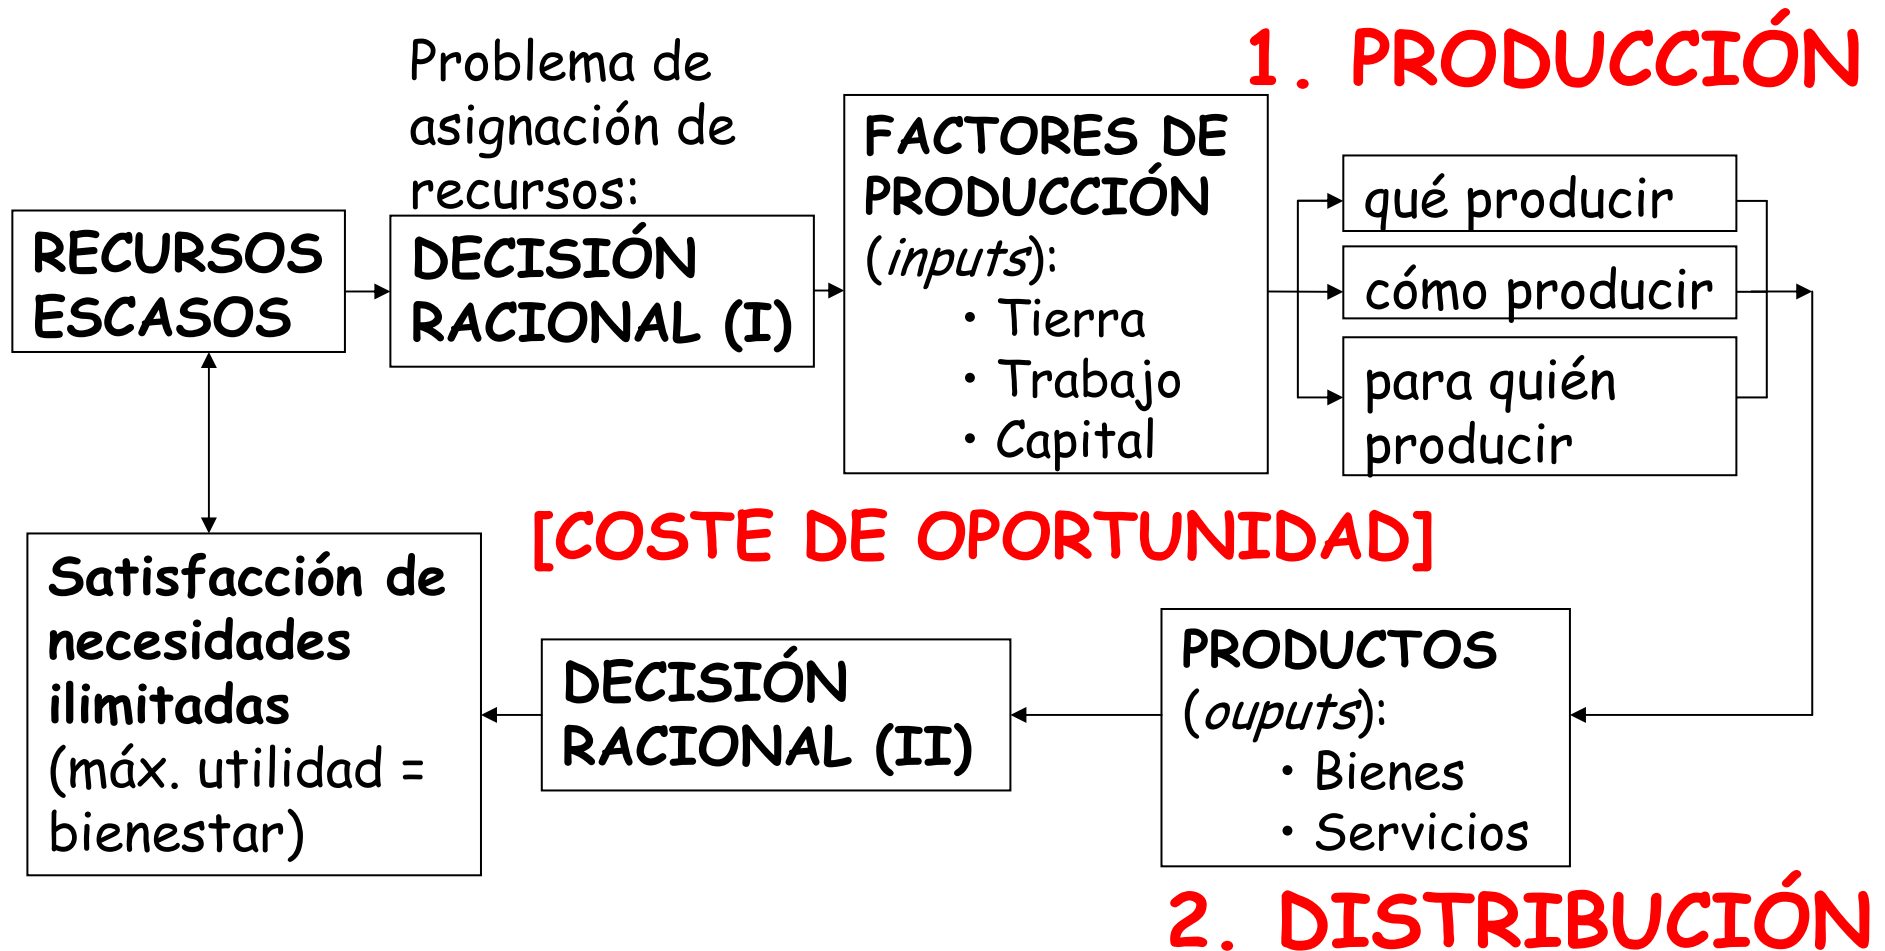 1. PRODUCCIÓN
Problema de
asignación de
recursos:
RECURSOS
ESCASOS
DECISIÓN
RACIONAL (I)
FACTORES DE
PRODUCCIÓN
(inputs):
• Tierra
• Trabajo
• Capital
qué producir
cómo producir
para quién
producir
[COSTE DE OPORTUNIDAD]
Satisfacción de
necesidades
ilimitadas
(máx. utilidad =
bienestar)
DECISIÓN
RACIONAL (II)
PRODUCTOS
(ouputs):
• Bienes
• Servicios
2. DISTRIBUCIÓN